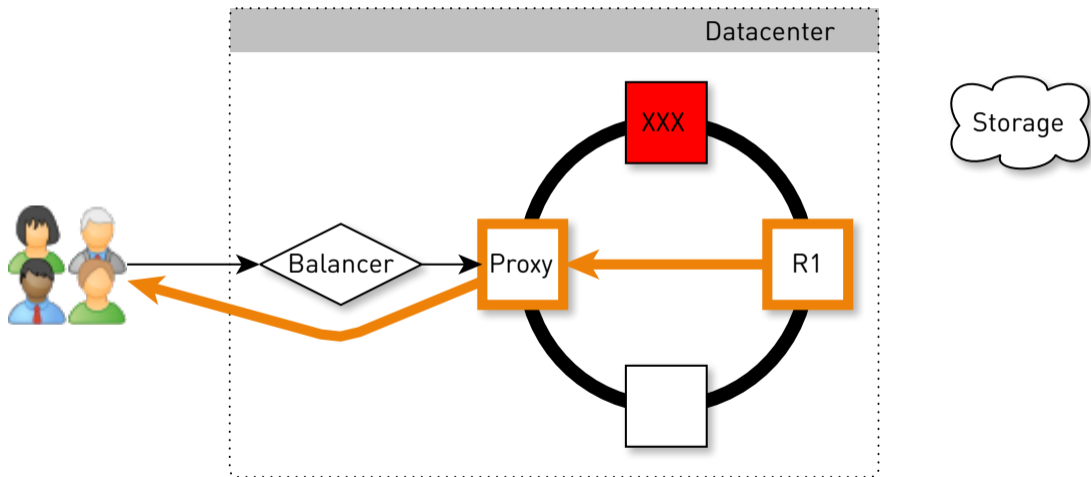 Datacenter
XXX
Storage
Balancer
Proxy
R1